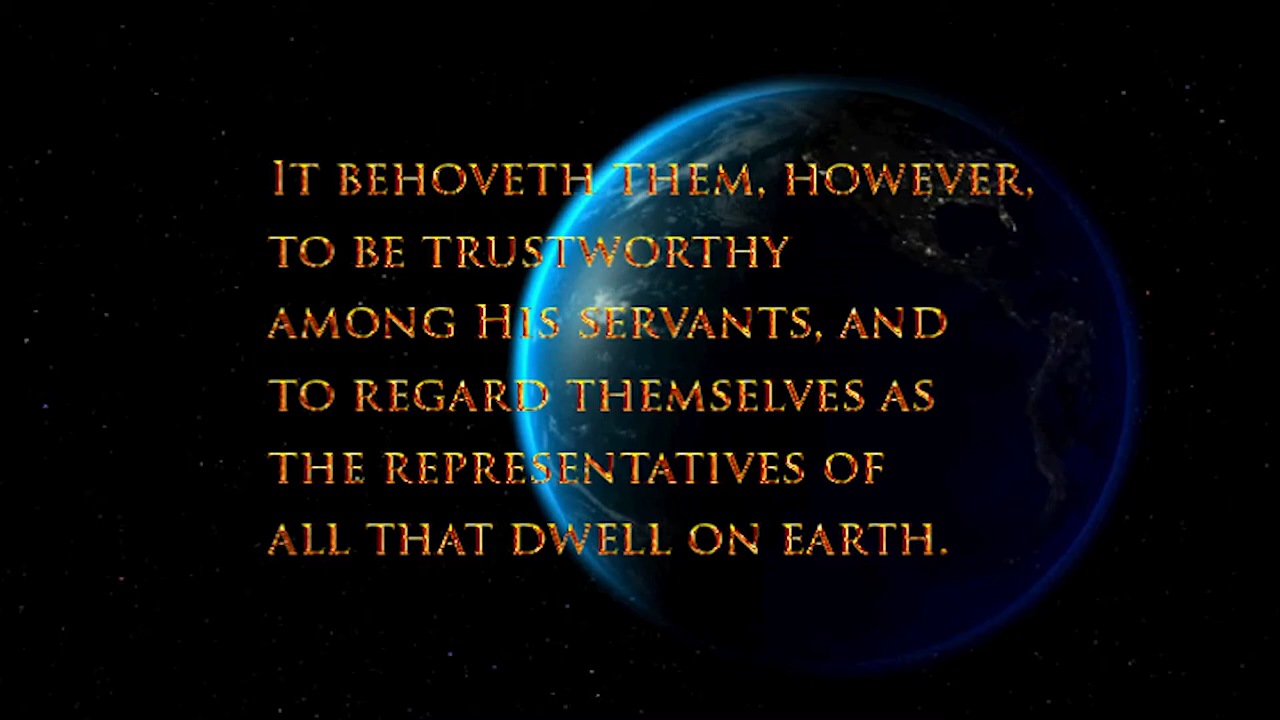 It behoveth them, however,
to be trustworthy
among His servants, and
to regard themselves as
the representatives of
all that dwell on earth.